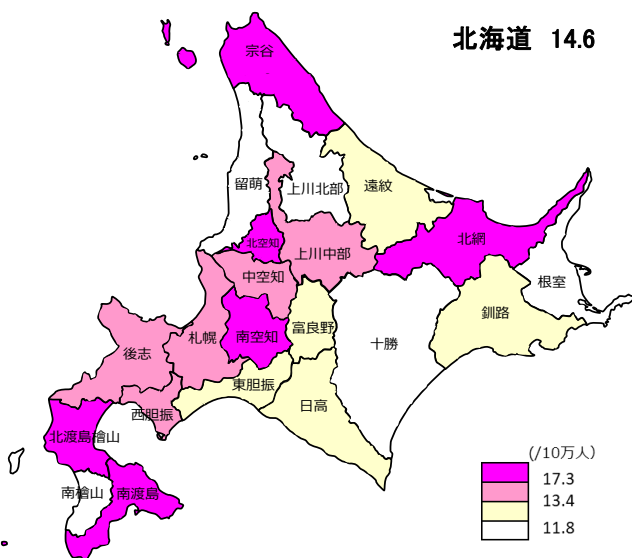 北海道 14.6
宗谷
留萌
上川北部
遠紋
北空知
上川中部
北網
中空知
根室
札幌
南空知
富良野
十勝
釧路
後志
東胆振
日高
西胆振
北渡島檜山
南檜山
南渡島
(/10万人)
17.3
13.4
11.8